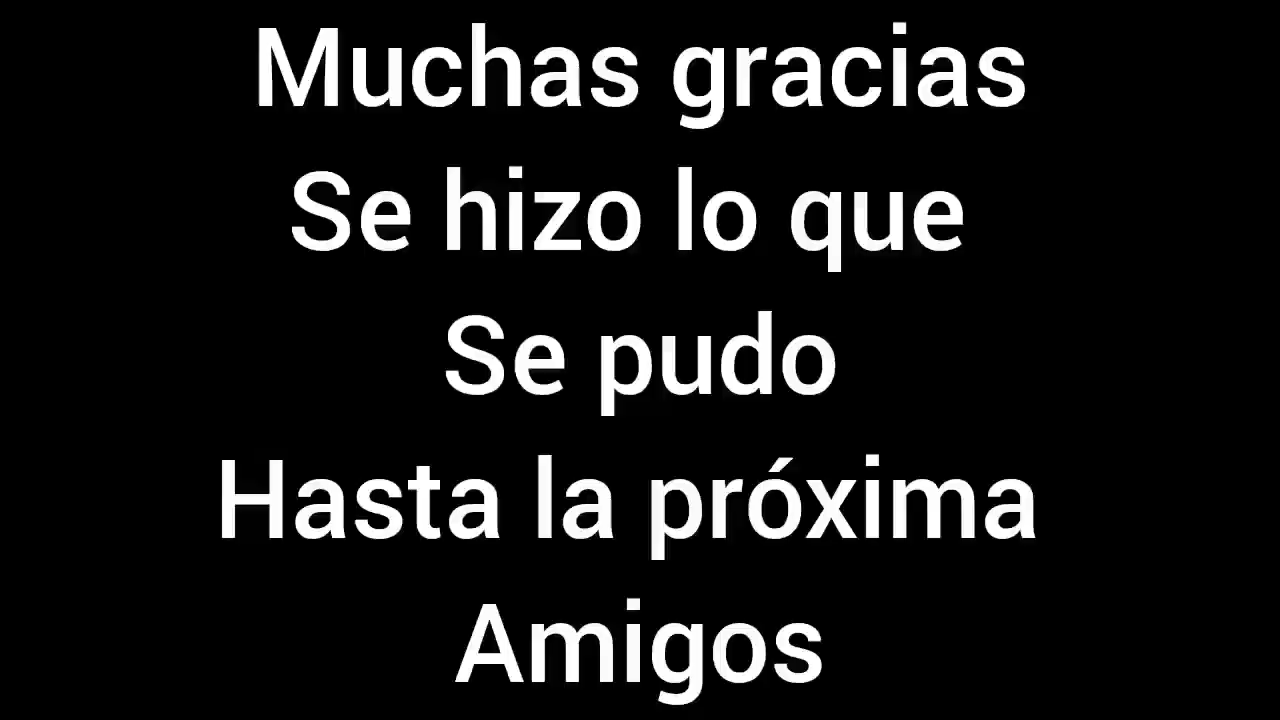 Muchas gracias
Se hizo lo que
Se pudo
Hasta la próxima
Amigos